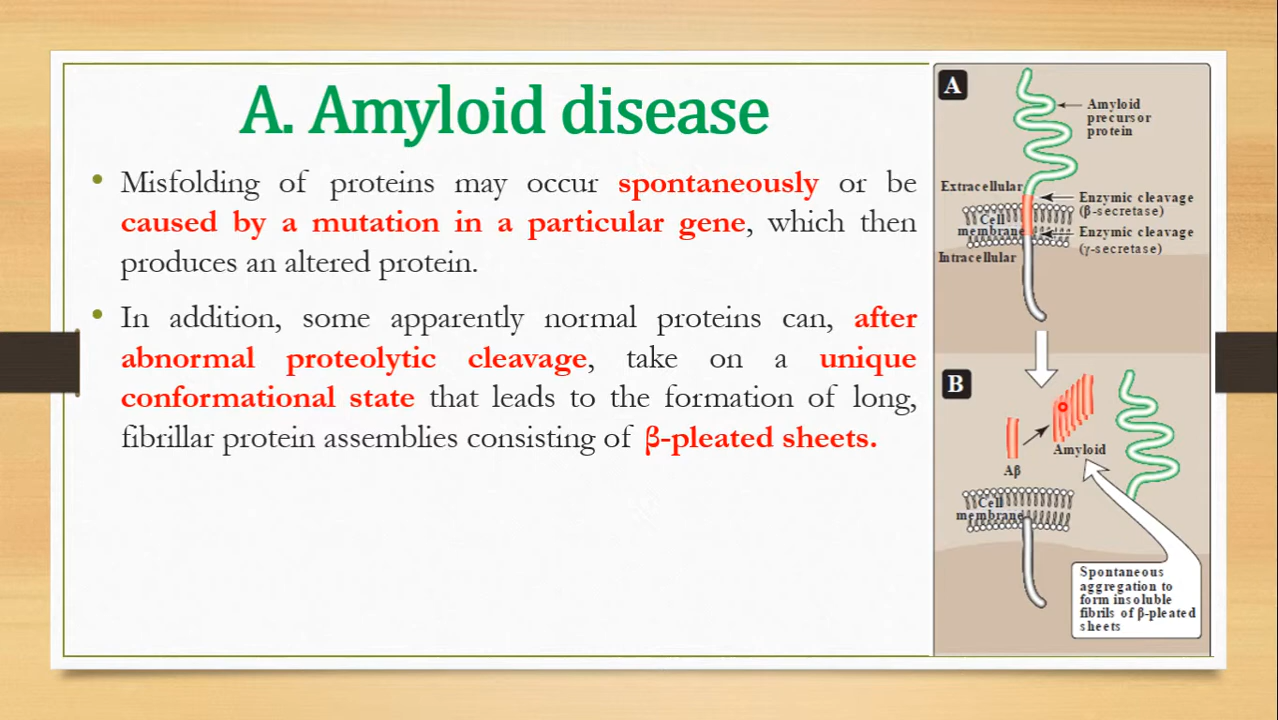 A. Amyloid disease
• Misfolding of proteins may occur spontaneously or be
caused by a mutation in a particular gene, which then
produces an altered protein.
• In addition, some apparently normal proteins can, after
abnormal proteolytic cleavage, take on a unique
conformational state that leads to the formation of long,
fibrillar protein assemblies consisting of β-pleated sheets.
A
Amyloid
precursor
protein
Extracellular
Enzymic cleavage
(β-secretase)
Cell
membrane
Enzymic cleavage
(γ-secretase)
Intracellular
B
Amyloid
Aβ
Cell
membrane
Spontaneous
aggregation to
form insoluble
fibrils of β-pleated
sheets